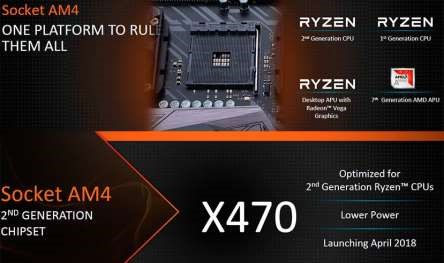 Socket AM4
ONE PLATFORM TO RULE
THEM ALL
RYZEN
2nd Generation CPU
RYZEN
1st Generation CPU
RYZEN
Desktop APU with
Radeon™ Vega
Graphics
AMD
7th Generation AMD APU
Socket AM4
2ND GENERATION
CHIPSET
X470
Optimized for
2nd Generation Ryzen™ CPUs
Lower Power
Launching April 2018